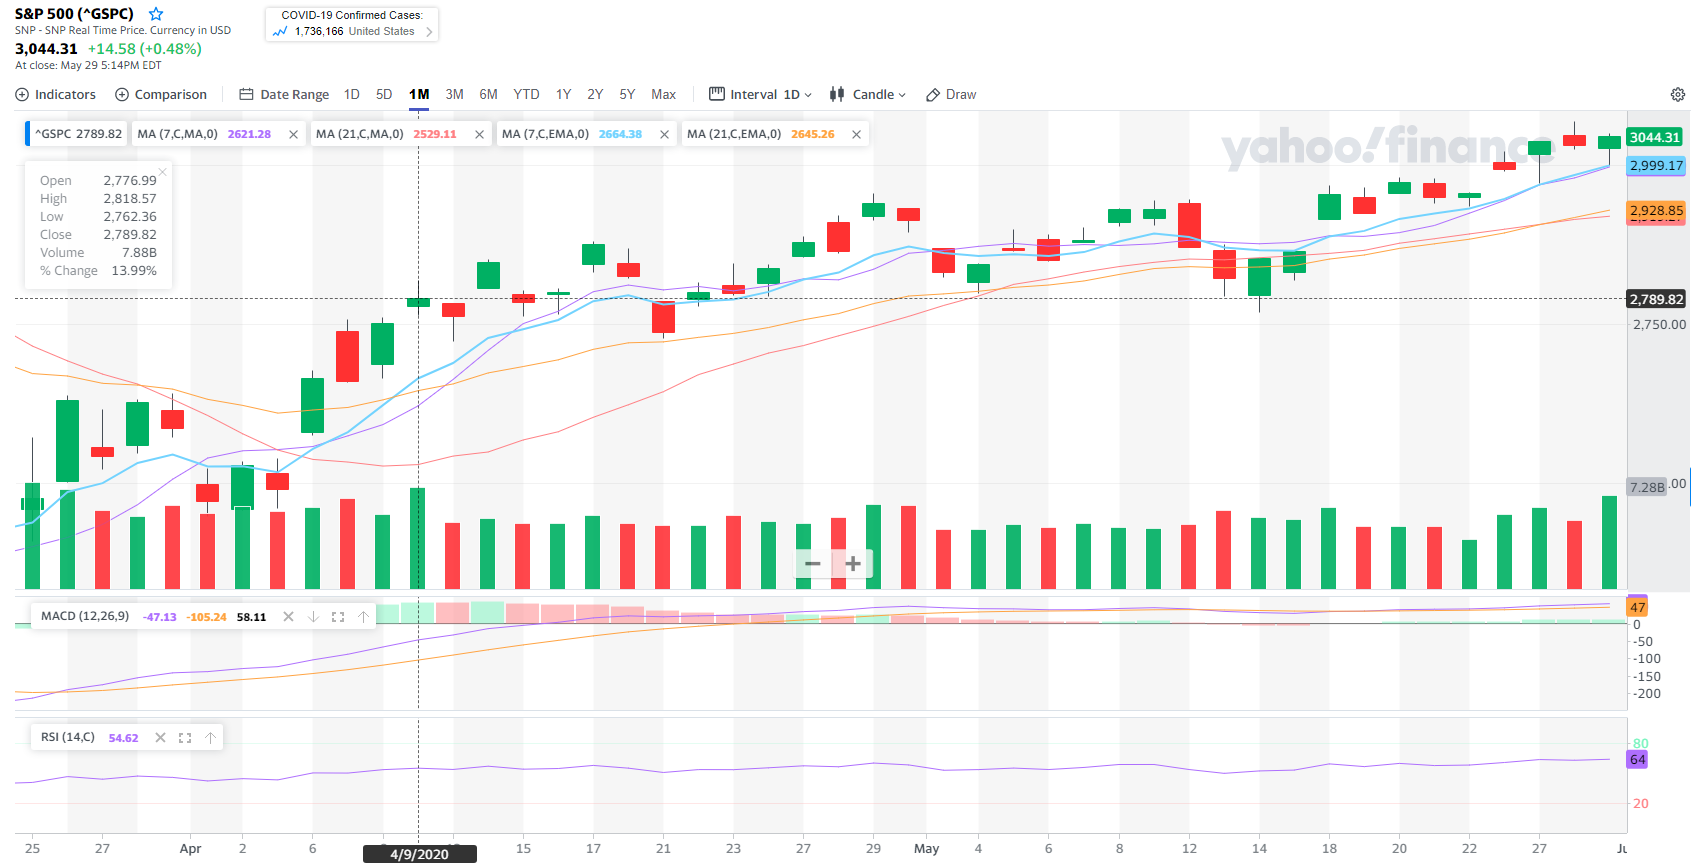 S&P 500 (^GSPC)
SNP - SNP Real Time Price. Currency in USD
3,044.31 +14.58 (+0.48%)
At close: May 29 5:14PM EDT
COVID-19 Confirmed Cases:
1,736,166 United States
Indicators Comparison Date Range 1D 5D 1M 3M 6M YTD 1Y 2Y 5Y Max Interval 1D Candle Draw
^GSPC 2789.82 MA (7,C,MA,0) 2621.28 MA (21,C,MA,0) 2529.11 MA (7,C,EMA,0) 2664.38 MA (21,C,EMA,0) 2645.26
yahoo!finance
Open 2,776.99
High 2,818.57
Low 2,762.36
Close 2,789.82
Volume 7.88B
% Change 13.99%
3044.31
2,999.17
2,928.85
2,789.82
2,750.00
7.28B
MACD (12,26,9) -47.13 -105.24 58.11
47
0
-50
-100
-150
-200
RSI (14,C) 54.62
80
64
20
25 27 Apr 2 6 4/9/2020 15 17 21 23 27 29 May 4 6 8 12 14 18 20 22 27